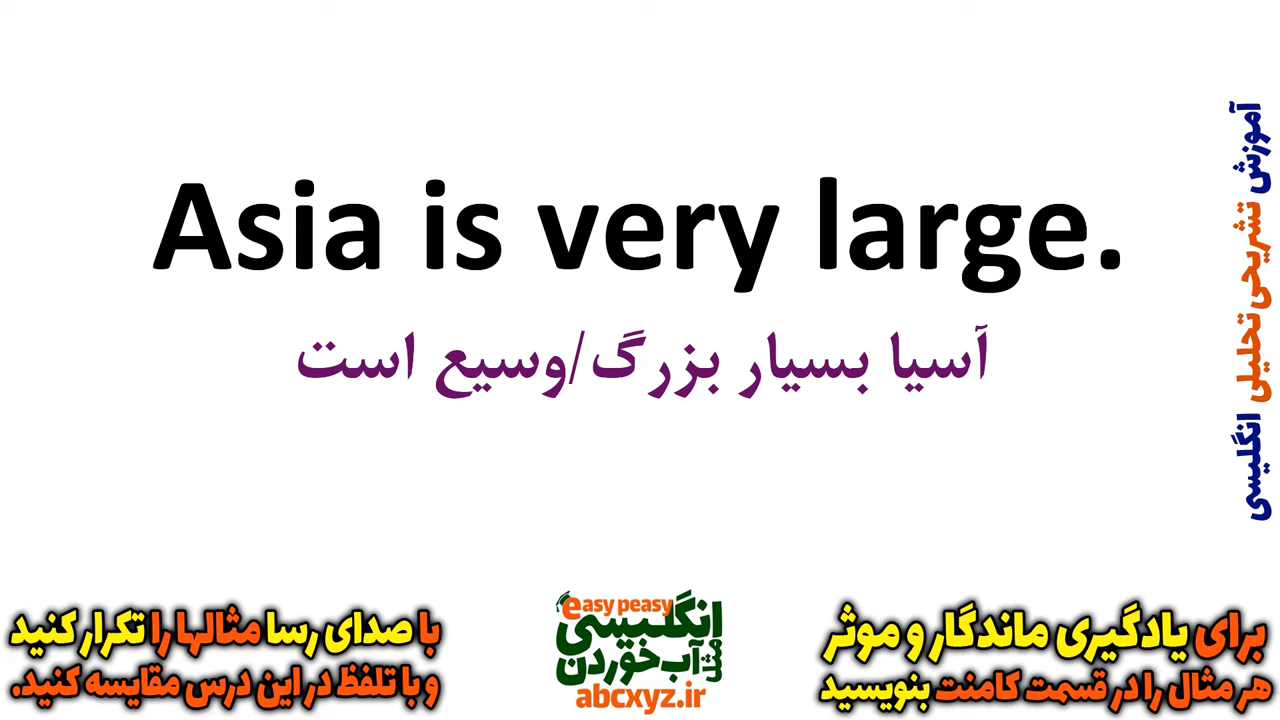 Asia is very large.
آسیا بسیار بزرگ/وسیع است
آموزش تشریحی تحلیلی انگلیسی
برای یادگیری ماندگار و موثر
هر مثال را در قسمت کامنت بنویسید
easy peasy
انگلیسی
مثل آب خوردن
abcxyz.ir
با صدای رسا مثالها را تکرار کنید
و با تلفظ در این درس مقایسه کنید.